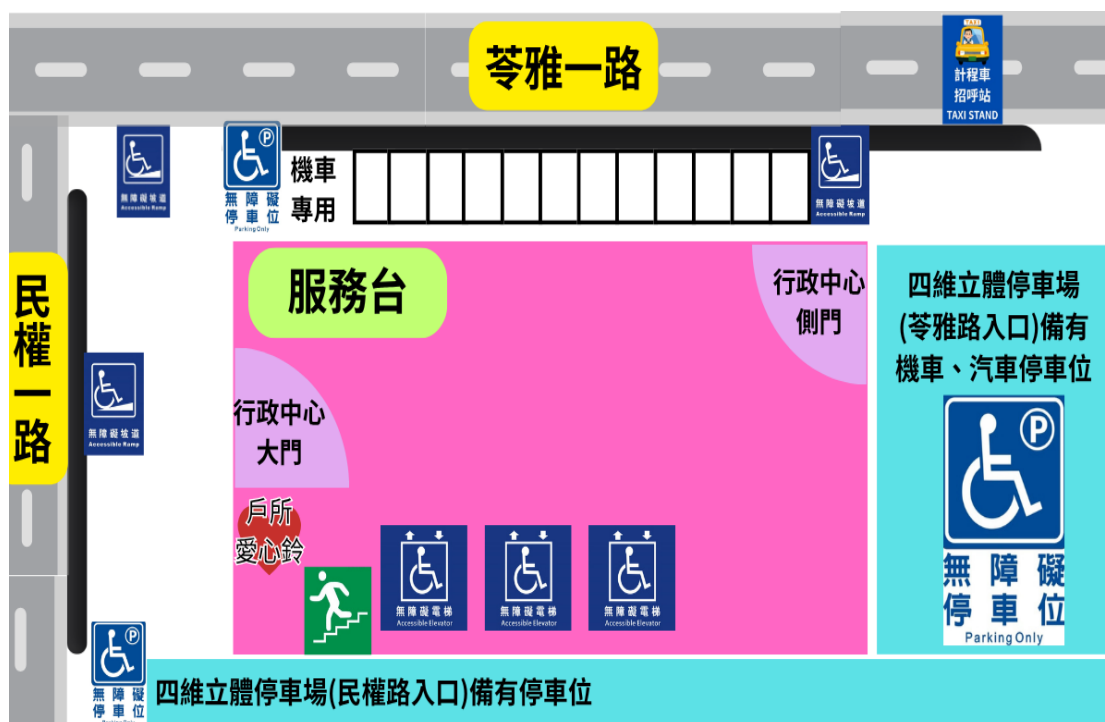 苓雅一路
TAXI
計程車
招呼站
TAXI STAND
無障礙坡道
Accessible Ramp
無障礙
停車位
Parking Only
機車
專用
無障礙坡道
Accessible Ramp
民權一路
無障礙坡道
Accessible Ramp
服務台
行政中心
側門
四維立體停車場
(苓雅路入口)備有
機車、汽車停車位
行政中心
大門
戶所
愛心鈴
無障礙電梯
Accessible Elevator
無障礙電梯
Accessible Elevator
無障礙電梯
Accessible Elevator
P
無障礙
停車位
Parking Only
P
無障礙
停車位
Parking Only
P
四維立體停車場(民權路入口)備有停車位